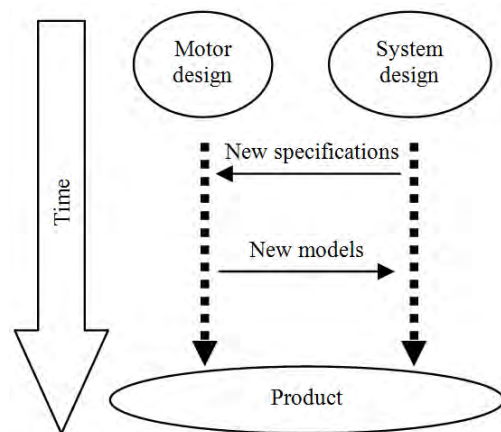 Motor
design
System
design
New specifications
Time
New models
Product